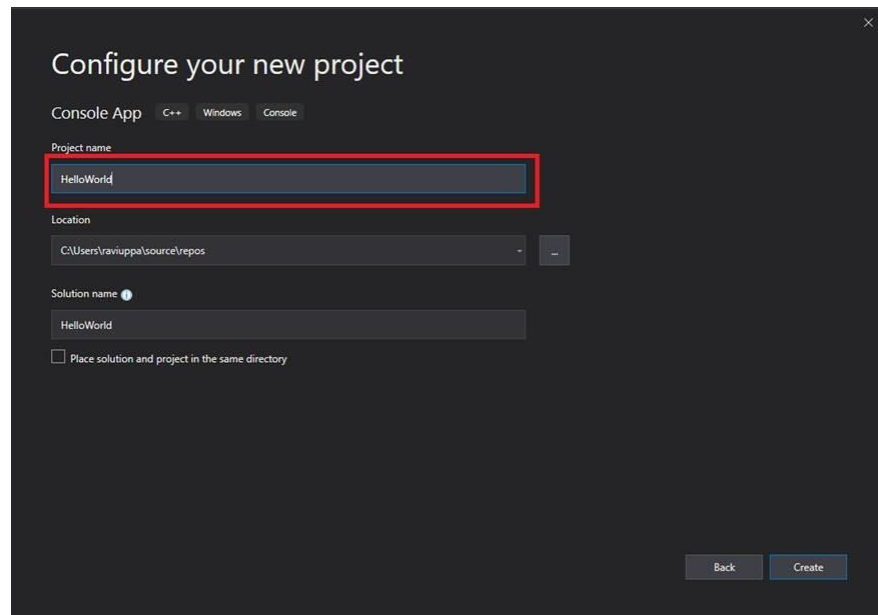 Configure your new project
Console App C++ Windows Console
Project name
HelloWorld
Location
C:\Users\raviuppa\source\repos
...
Solution name
HelloWorld
Place solution and project in the same directory
Back Create